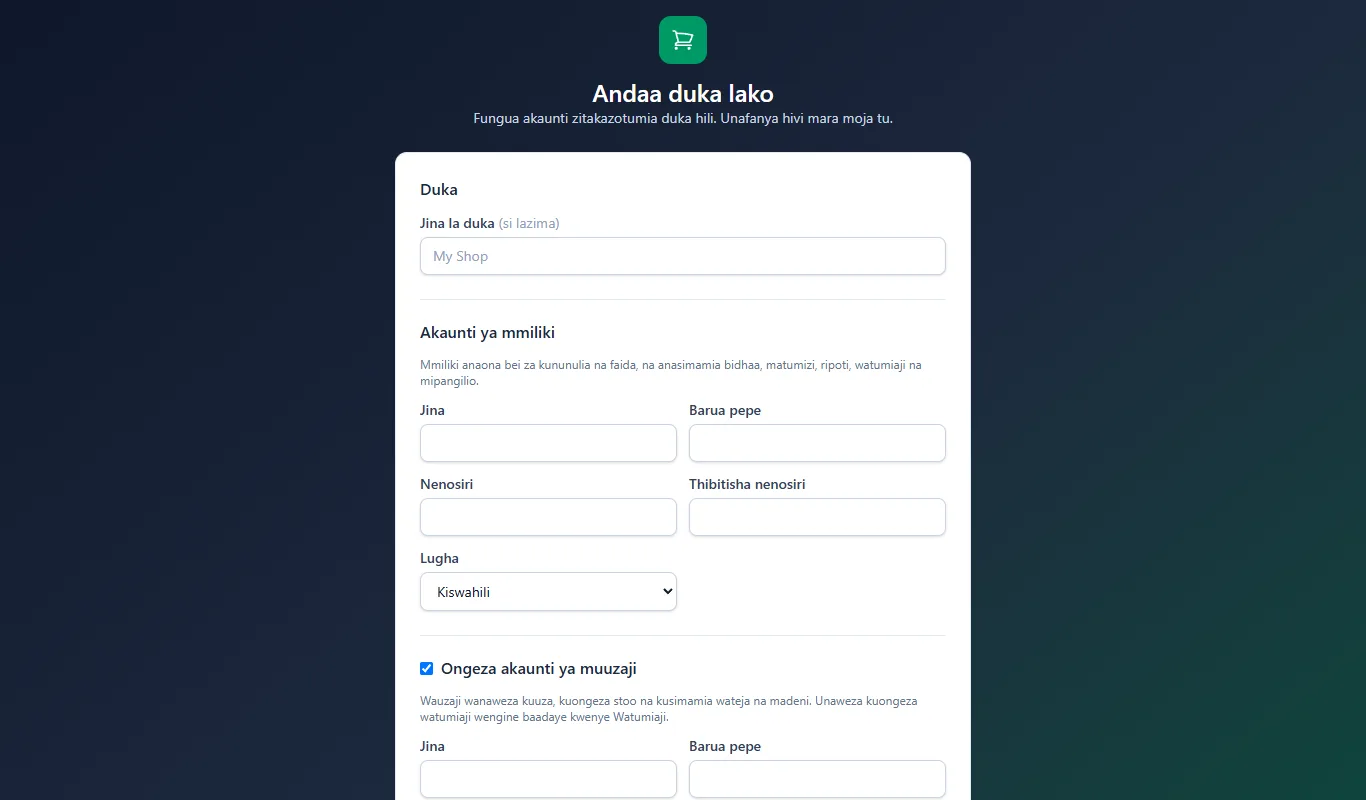 Andaa duka lako
Fungua akaunti zitakazotumia duka hili. Unafanya hivi mara moja tu.
Duka
Jina la duka (si lazima)
My Shop
Akaunti ya mmiliki
Mmiliki anaona bei za kununulia na faida, na anasimamia bidhaa, matumizi, ripoti, watumiaji na
mipangilio.
Jina
Barua pepe
Nenosiri
Thibitisha nenosiri
Lugha
Kiswahili
Ongeza akaunti ya muuzaji
Wauzaji wanaweza kuuza, kuongeza stoo na kusimamia wateja na madeni. Unaweza kuongeza
watumiaji wengine baadaye kwenye Watumiaji.
Jina
Barua pepe